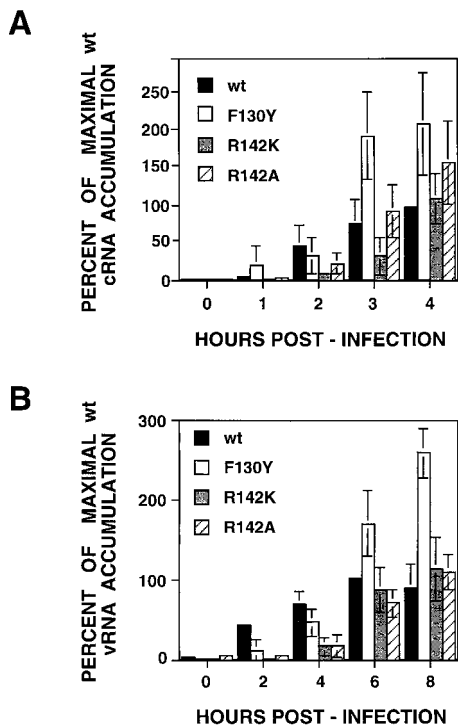 A
PERCENT OF MAXIMAL wt
cRNA ACCUMULATION
250
200
150
100
50
0
wt
F130Y
R142K
R142A
0 1 2 3 4
HOURS POST - INFECTION
B
PERCENT OF MAXIMAL wt
vRNA ACCUMULATION
300
200
100
0
wt
F130Y
R142K
R142A
0 2 4 6 8
HOURS POST - INFECTION